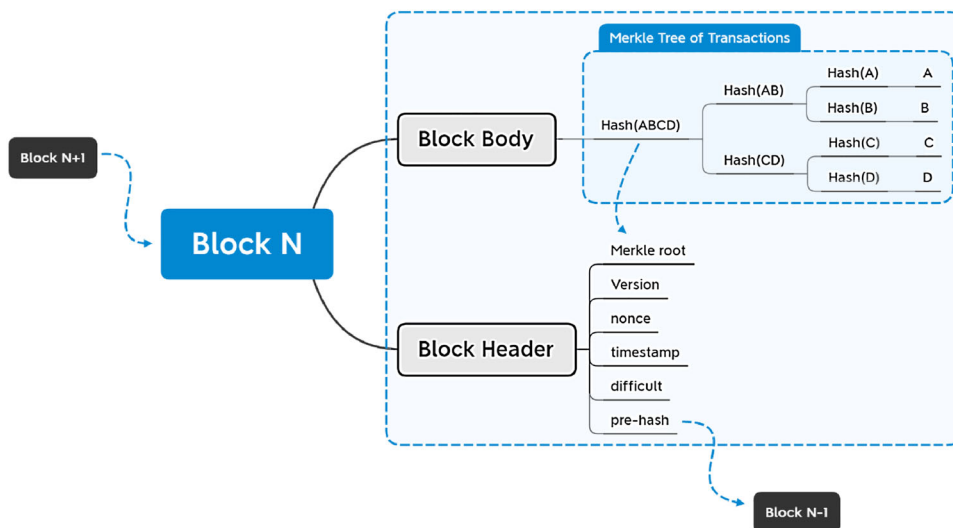 Merkle Tree of Transactions
Hash(A) A
Hash(AB)
Hash(B) B
Block Body
Hash(ABCD)
Hash(C) C
Hash(CD)
Hash(D) D
Block N+1
Block N
Merkle root
Version
nonce
Block Header
timestamp
difficult
pre-hash
Block N-1